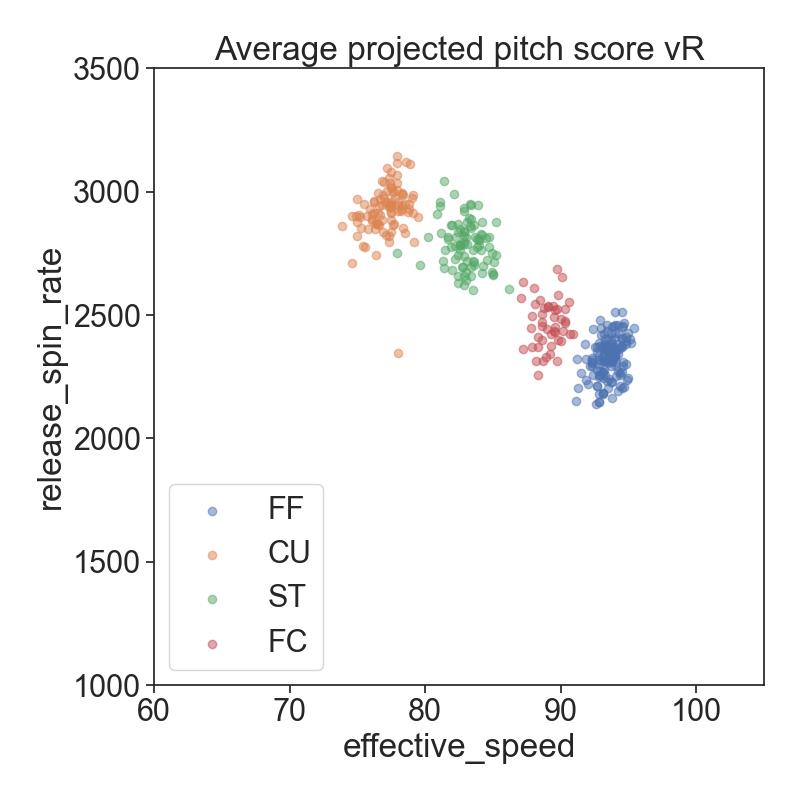 Average projected pitch score vR
3500
3000
2500
2000
1500
1000
release_spin_rate
FF
CU
ST
FC
60 70 80 90 100
effective_speed